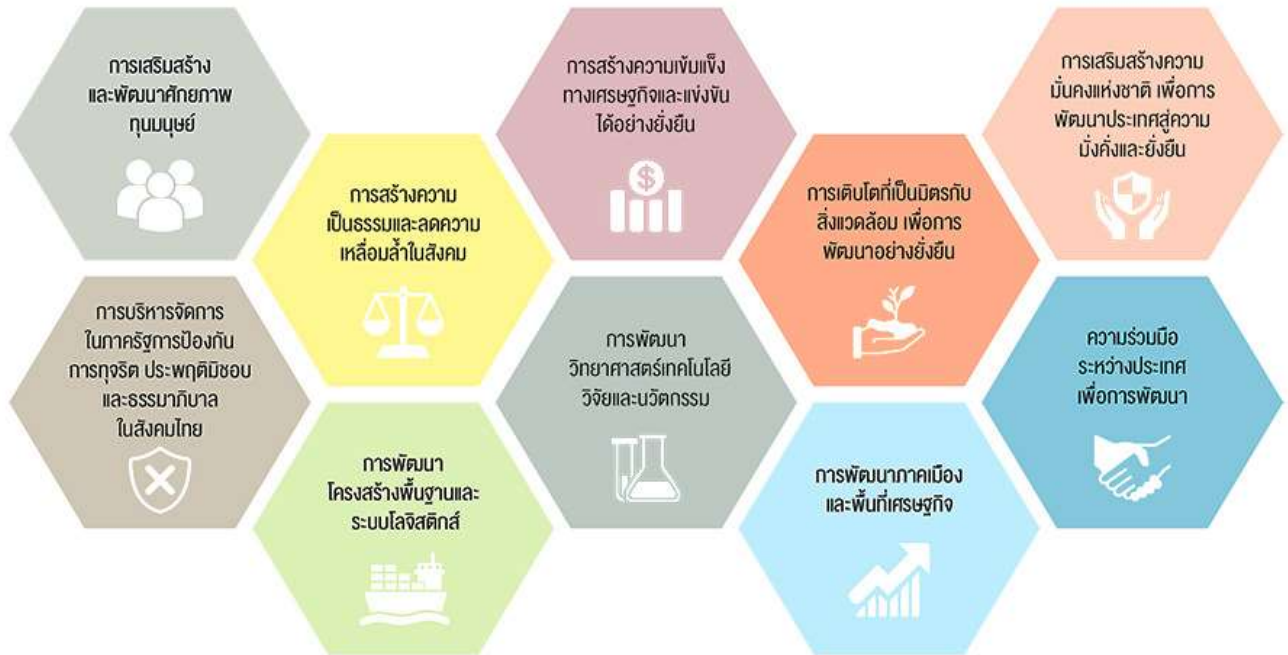 การเสริมสร้าง
และพัฒนาศักยภาพ
ทุนมนุษย์
การสร้างความ
เป็นธรรมและลดความ
เหลื่อมล้ำในสังคม
การสร้างความเข้มแข็ง
ทางเศรษฐกิจและแข่งขัน
ได้อย่างยั่งยืน
$
การเติบโตที่เป็นมิตรกับ
สิ่งแวดล้อม เพื่อการ
พัฒนาอย่างยั่งยืน
การเสริมสร้างความ
มั่นคงแห่งชาติ เพื่อการ
พัฒนาประเทศสู่ความ
มั่งคั่งและยั่งยืน
การบริหารจัดการ
ในภาครัฐการป้องกัน
การทุจริต ประพฤติมิชอบ
และธรรมาภิบาล
ในสังคมไทย
การพัฒนา
โครงสร้างพื้นฐานและ
ระบบโลจิสติกส์
การพัฒนา
วิทยาศาสตร์เทคโนโลยี
วิจัยและนวัตกรรม
การพัฒนาภาคเมือง
และพื้นที่เศรษฐกิจ
ความร่วมมือ
ระหว่างประเทศ
เพื่อการพัฒนา